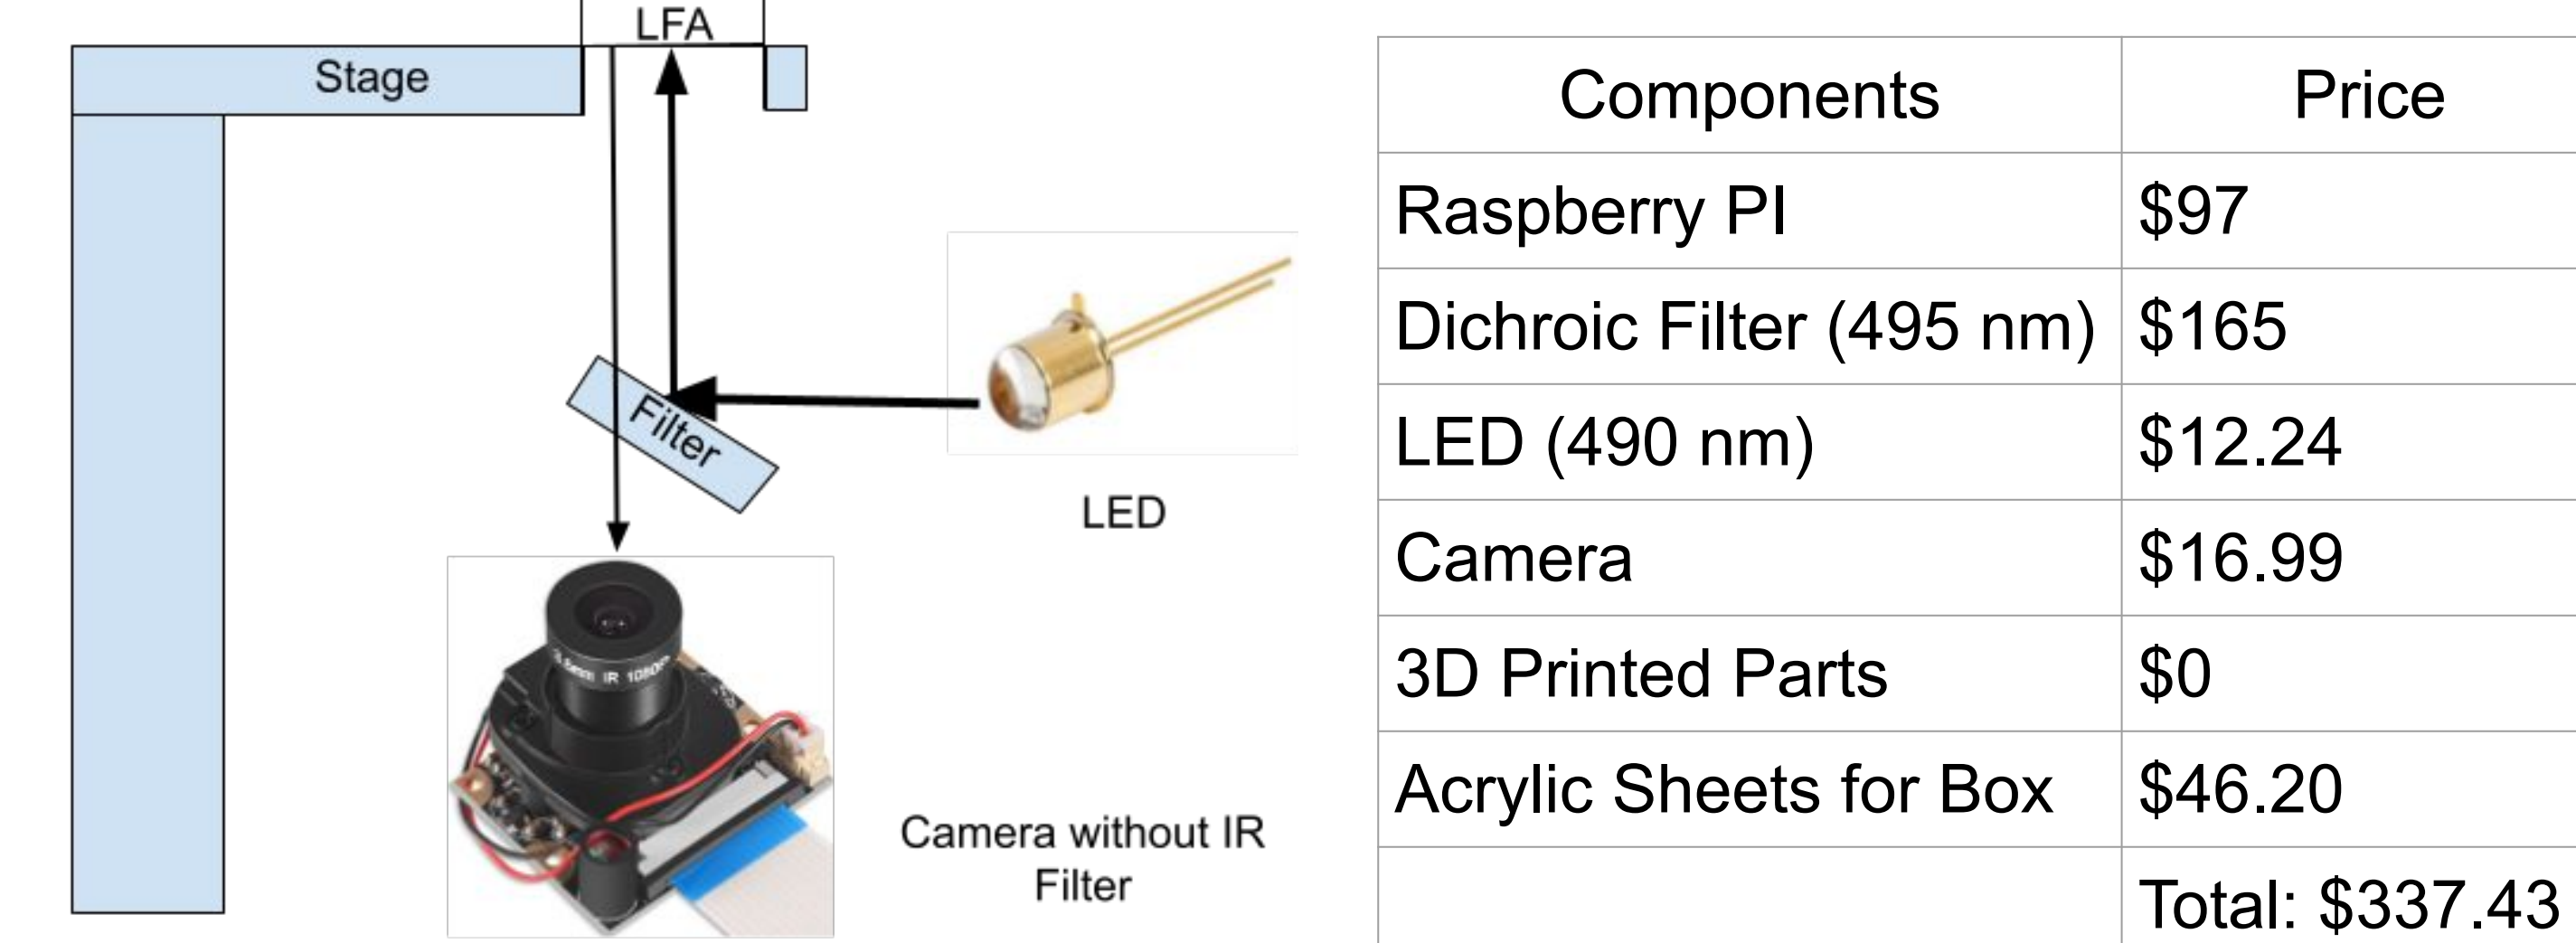 LFA
Stage
Filter
LED
IR 1080P
Camera without IR
Filter
Components Price
Raspberry PI $97
Dichroic Filter (495 nm) $165
LED (490 nm) $12.24
Camera $16.99
3D Printed Parts $0
Acrylic Sheets for Box $46.20
Total: $337.43